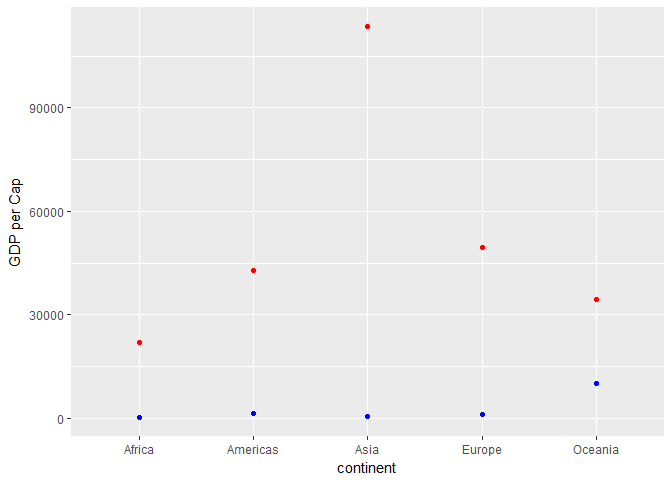 GDP per Cap
90000
60000
30000
0
Africa Americas Asia Europe Oceania
continent